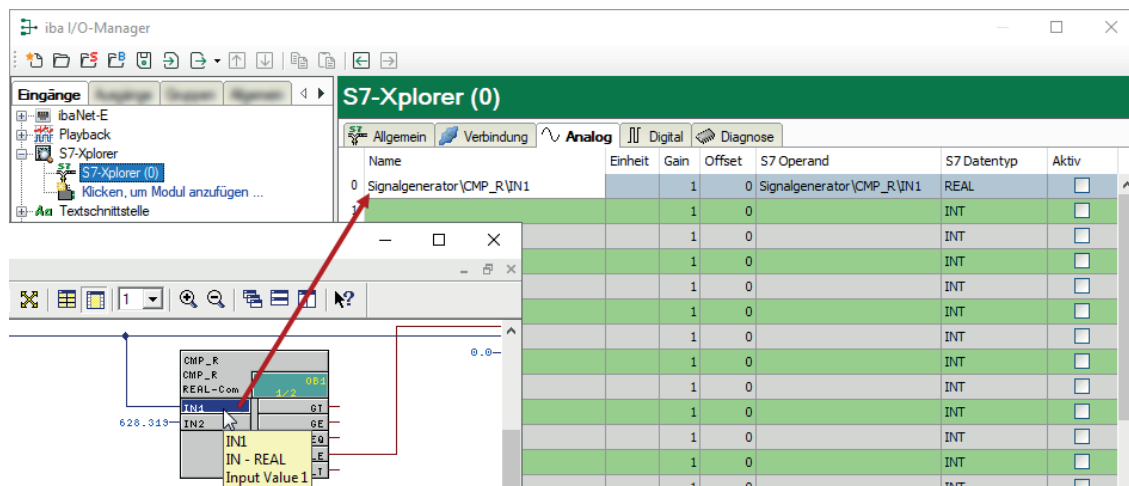 iba I/O-Manager
Eingänge
S7-Xplorer (0)
ibaNet-E
Playback
S7-Xplorer
S7-Xplorer (0)
Klicken, um Modul anzufügen ...
Textschnittstelle
Allgemein Verbindung Analog Digital Diagnose
Name Einheit Gain Offset S7 Operand S7 Datentyp Aktiv
0 Signalgenerator\CMP_R\IN1 1 0 Signalgenerator\CMP_R\IN1 REAL
1 1 0 INT
1 0 INT
1 0 INT
1 0 INT
1 0 INT
1 0 INT
1 0 INT
1 0 INT
1 0 INT
1 0 INT
1 0 INT
1 0 INT
1
CMP_R
CMP_R
REAL-Com
OB1
1/2
0.0
IN1 GT
628.319 IN2 GE
EQ
LE
IN1
IN - REAL
Input Value 1